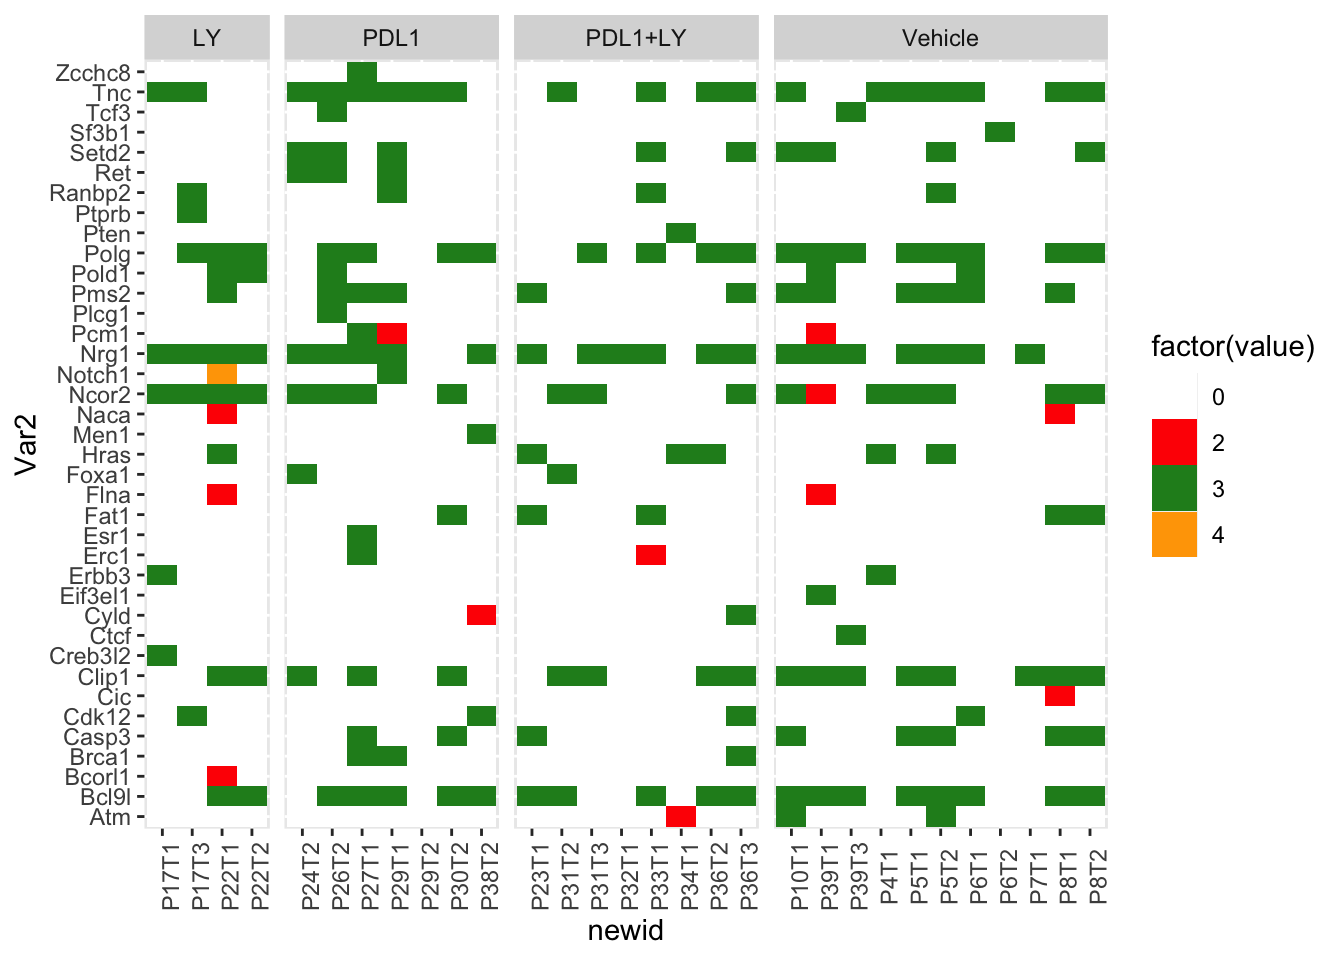 LY
PDL1
PDL1+LY
Vehicle
Zcchc8
Tnc
Tcf3
Sf3b1
Setd2
Ret
Ranbp2
Ptprb
Pten
Polg
Pold1
Pms2
Plcg1
Pcm1
Nrg1
Notch1
Ncor2
Naca
Men1
Hras
Foxa1
Flna
Fat1
Esr1
Erc1
Erbb3
Eif3el1
Cyld
Ctcf
Creb3l2
Clip1
Cic
Cdk12
Casp3
Brca1
Bcorl1
Bcl9l
Atm
Var2
P17T1
P17T3
P22T1
P22T2
P24T2
P26T2
P27T1
P29T1
P29T2
P30T2
P38T2
P23T1
P31T2
P31T3
P32T1
P33T1
P34T1
P36T2
P36T3
P10T1
P39T1
P39T3
P4T1
P5T1
P5T2
P6T1
P6T2
P7T1
P8T1
P8T2
newid
factor(value)
0
2
3
4